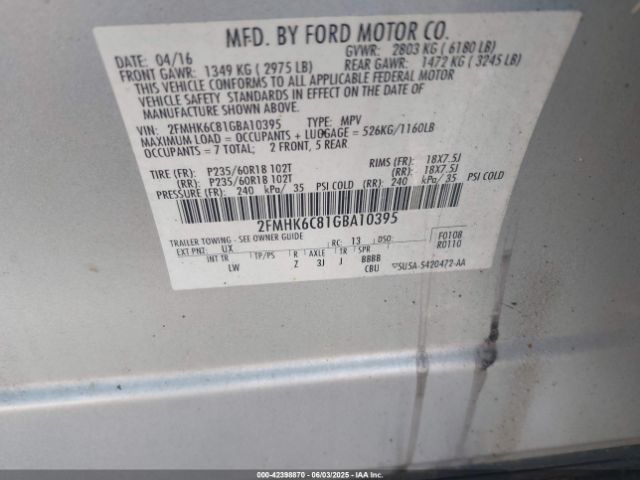 MFD. BY FORD MOTOR CO.
DATE: 04/16 GVWR: 2803 KG ( 6180 LB)
FRONT GAWR: 1349 KG ( 2975 LB) REAR GAWR: 1472 KG ( 3245 LB)
THIS VEHICLE CONFORMS TO ALL APPLICABLE FEDERAL MOTOR
VEHICLE SAFETY STANDARDS IN EFFECT ON THE DATE OF
MANUFACTURE SHOWN ABOVE.
VIN: 2FMHK6C81GBA10395 TYPE: MPV
MAXIMUM LOAD = OCCUPANTS + LUGGAGE = 526KG/1160LB
OCCUPANTS = 7 TOTAL; 2 FRONT, 5 REAR
TIRE (FR): P235/60R18 102T RIMS (FR): 18X7.5J
(RR): P235/60R18 102T (RR): 18X7.5J
PRESSURE (FR): 240 kPa/ 35 PSI COLD (RR): 240 kPa/ 35 PSI COLD
2FMHK6C81GBA10395
TRAILER TOWING - SEE OWNER GUIDE
EXT PNT: UX RC: 13 DSO: F0108
R0110
INT TR TP/PS R AXLE TR SPR
LW Z 3J J BBBB
CBU SU5A-5420472-AA
000-42398870 06/03/2025 IAAI.CA